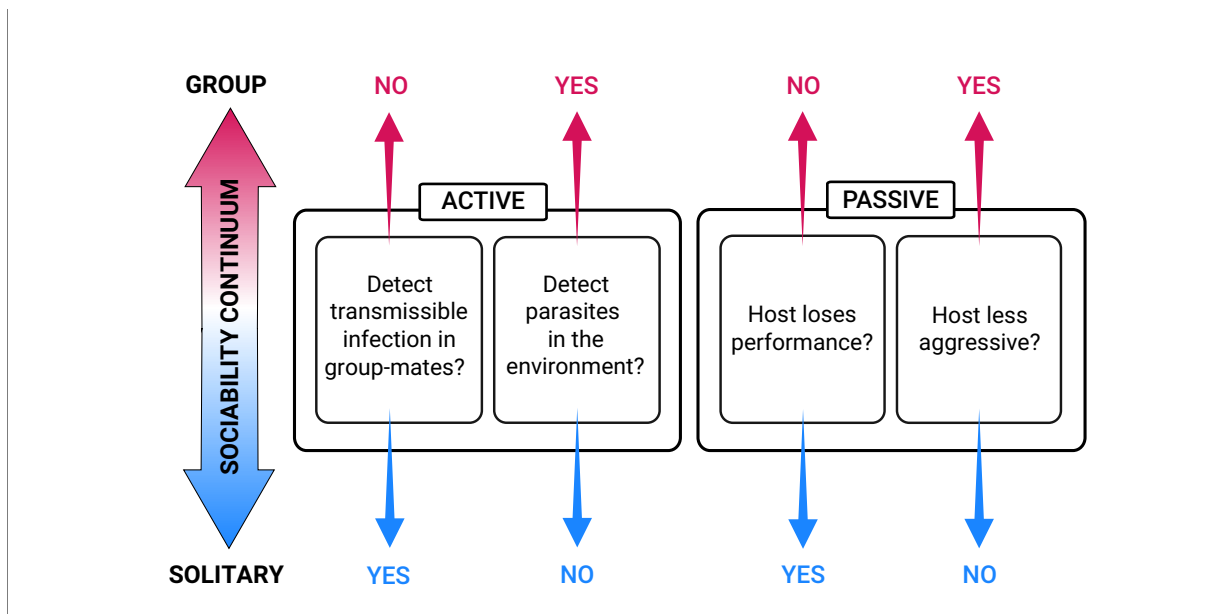 GROUP
NO
YES
NO
YES
SOCIABILITY CONTINUUM
ACTIVE
PASSIVE
Detect
transmissible
infection in
group-mates?
Detect
parasites
in the
environment?
Host loses
performance?
Host less
aggressive?
SOLITARY
YES
NO
YES
NO